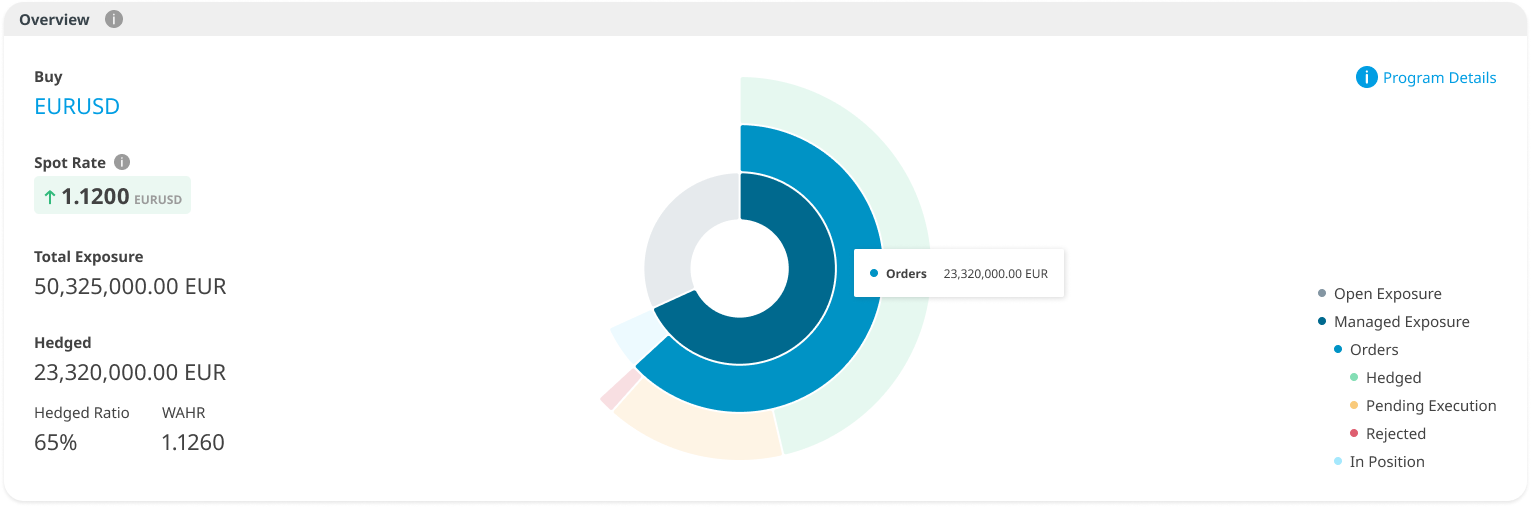 Overview
Buy
EURUSD
Program Details
Spot Rate
1.1200 EURUSD
Total Exposure
50,325,000.00 EUR
Hedged
23,320,000.00 EUR
Hedged Ratio WAHR
65% 1.1260
Orders 23,320,000.00 EUR
Open Exposure
Managed Exposure
Orders
Hedged
Pending Execution
Rejected
In Position